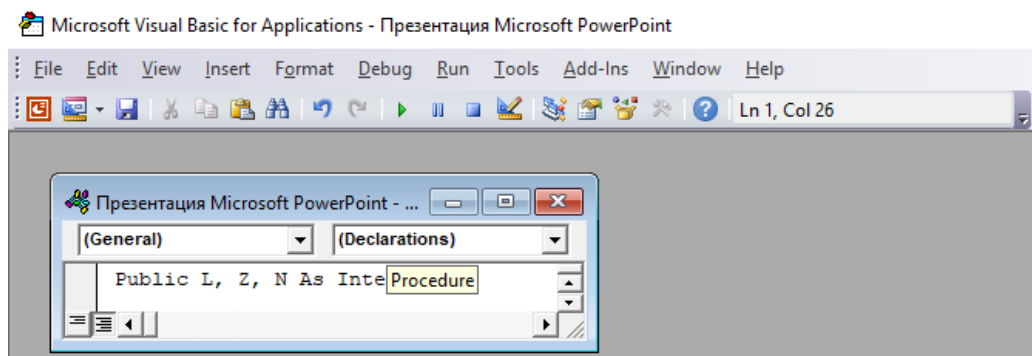 Microsoft Visual Basic for Applications - Презентация Microsoft PowerPoint
File Edit View Insert Format Debug Run Tools Add-Ins Window Help
Ln 1, Col 26
Презентация Microsoft PowerPoint - ...
(General) (Declarations)
Public L, Z, N As Inte Procedure